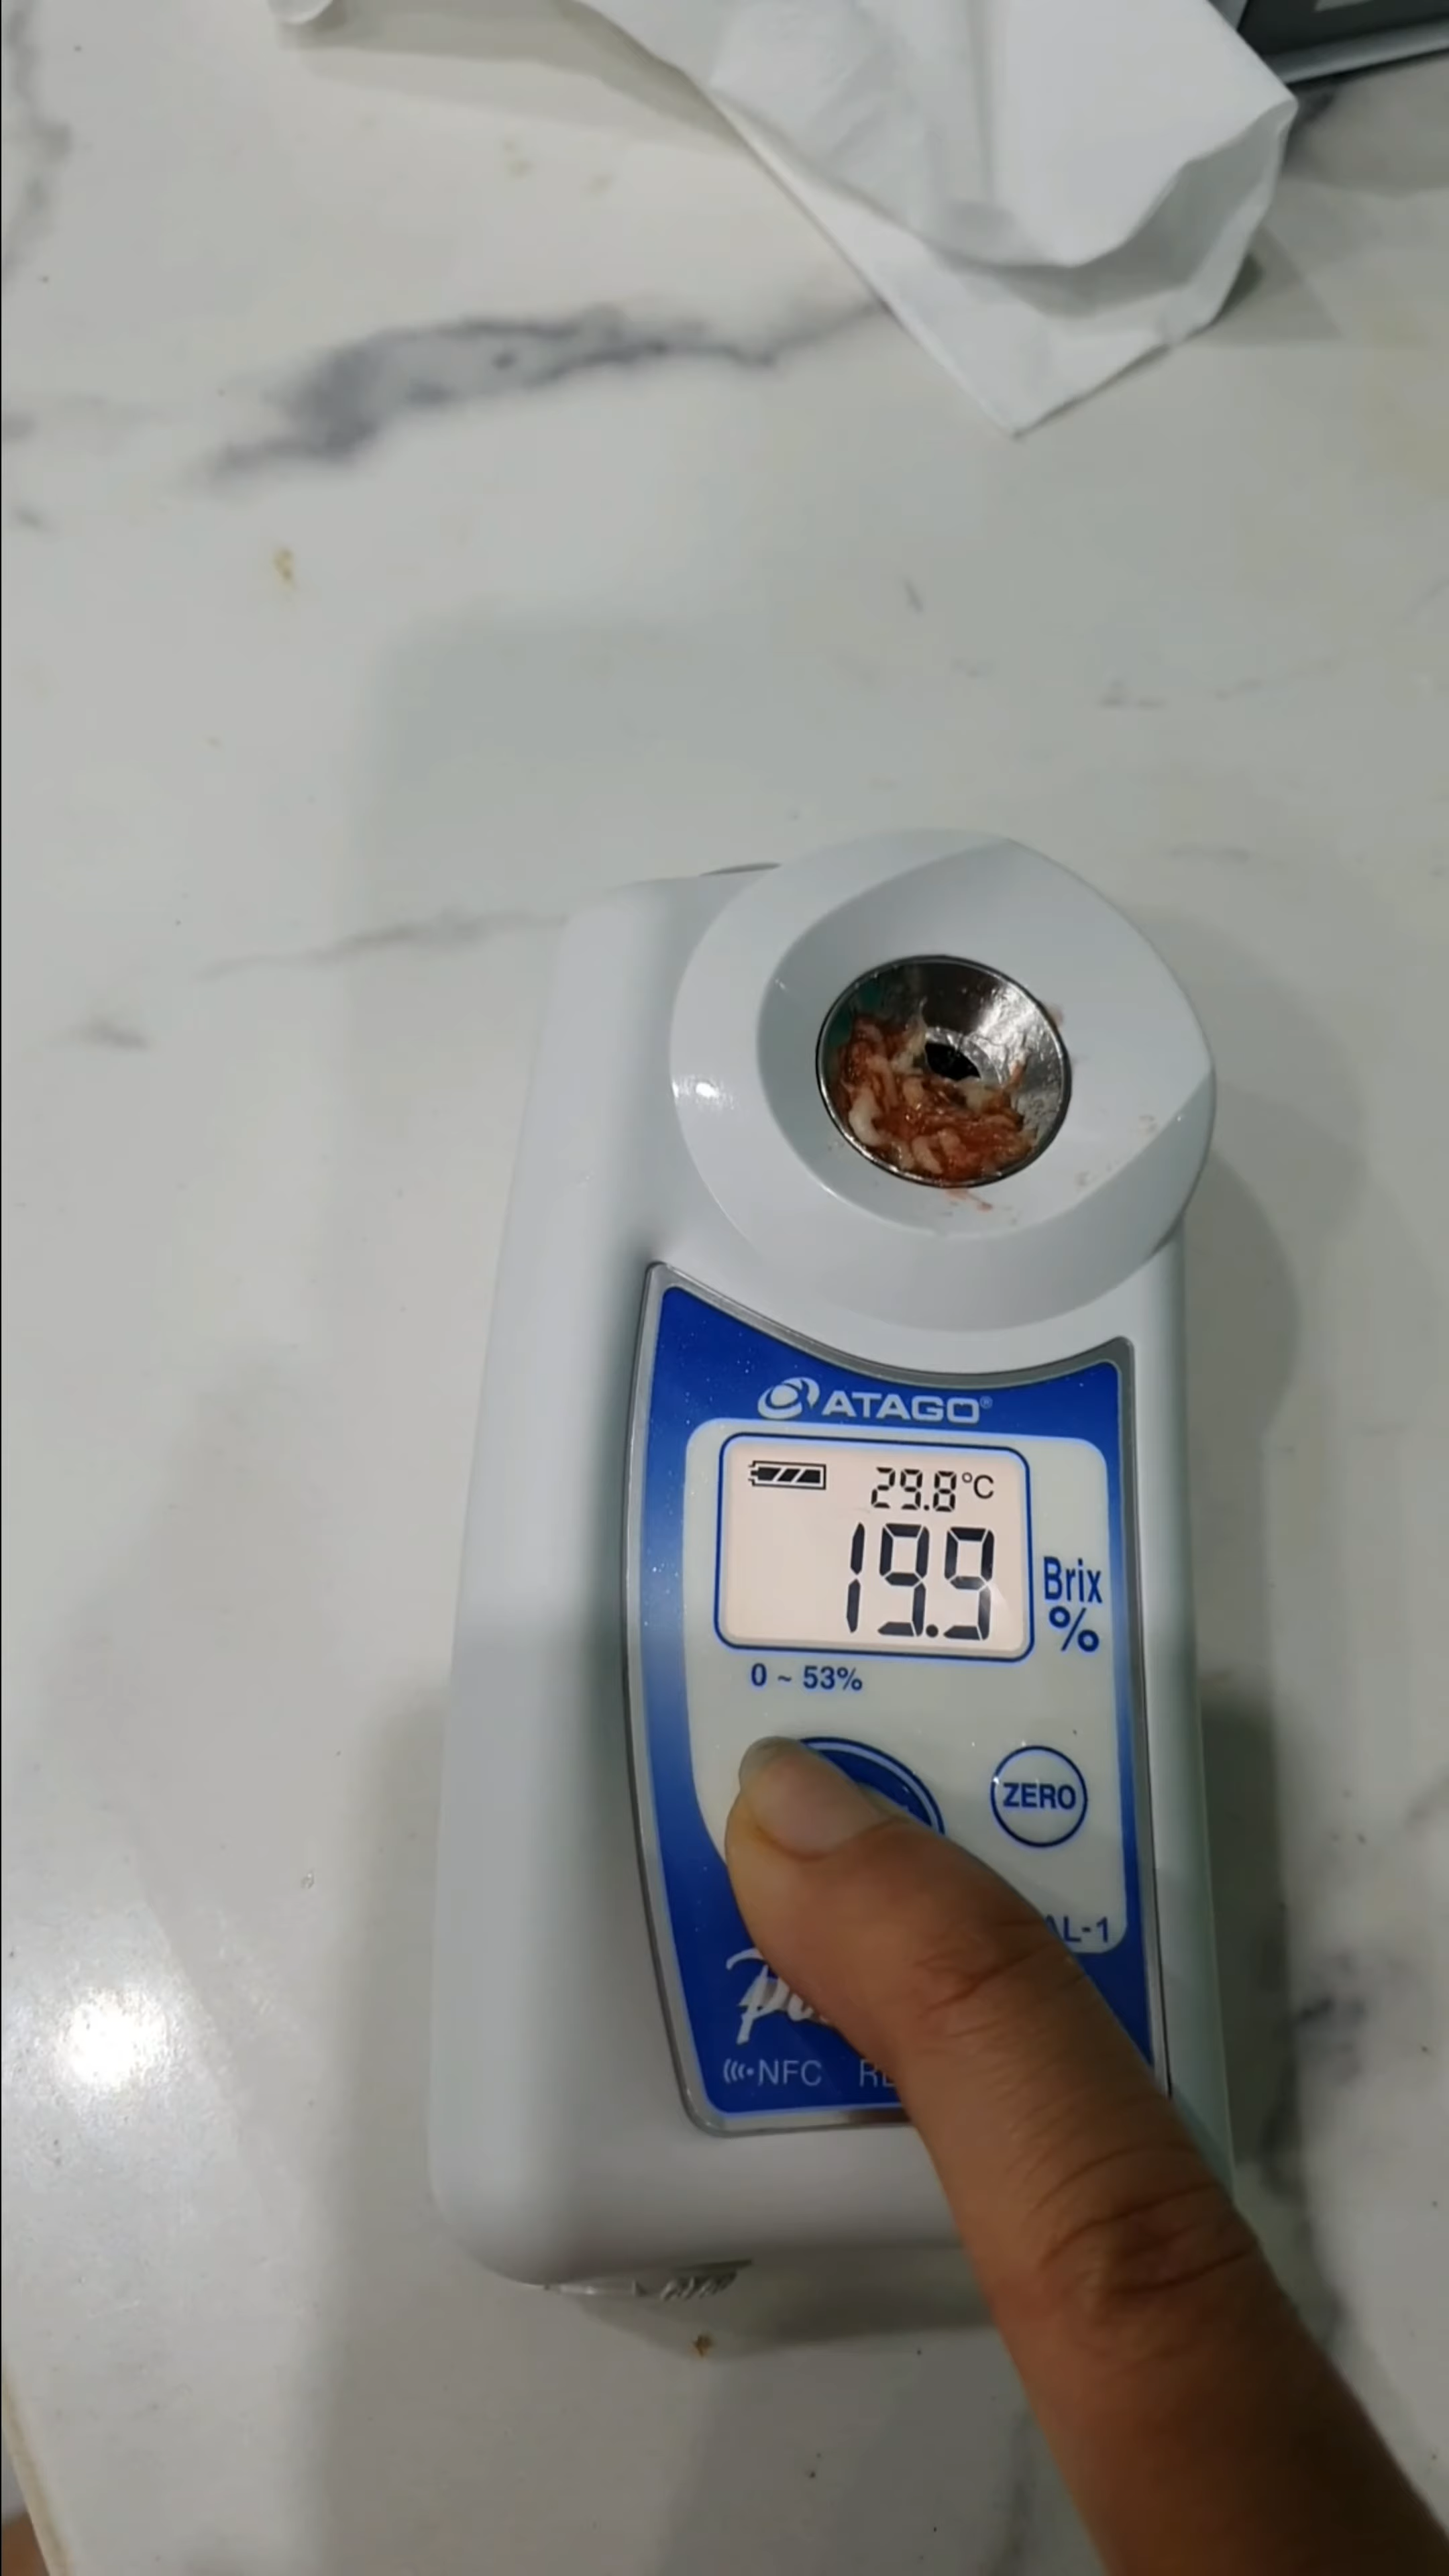 ATAGO®
29.8°C
19.9
Brix
%
0 ~ 53%
ZERO
AL-1
NFC